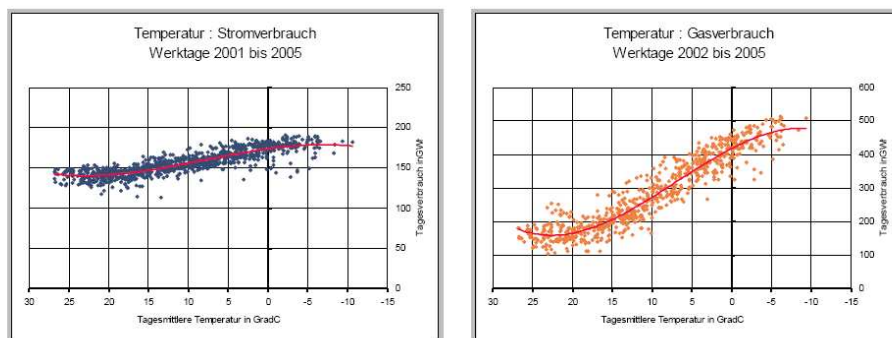 Temperatur : Stromverbrauch
Werktage 2001 bis 2005
250
200
150
100
50
0
Tagesverbrauch inGWh
30 25 20 15 10 5 0 -5 -10 -15
Tagesmittlere Temperatur in GradC
Temperatur : Gasverbrauch
Werktage 2002 bis 2005
600
500
400
300
200
100
0
Tagesverbrauch in GWh
30 25 20 15 10 5 0 -5 -10 -15
Tagesmittlere Temperatur in GradC